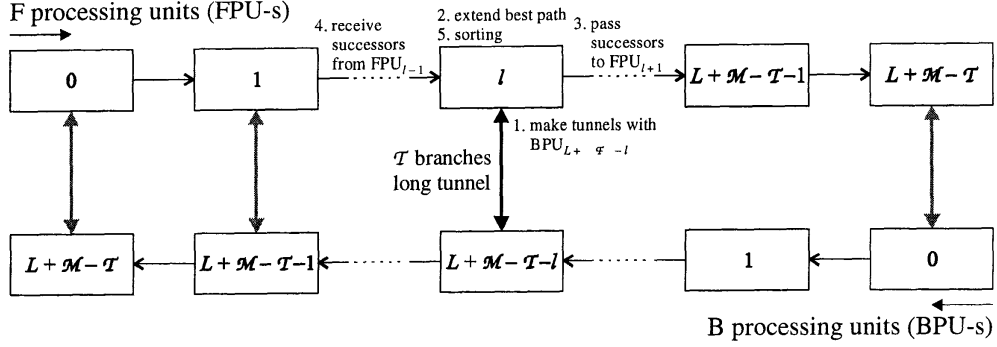 F processing units (FPU-s)
4. receive
successors
from FPU_{l−1}
2. extend best path
5. sorting
3. pass
successors
to FPU_{l+1}
0
1
l
L + ℳ − 𝒯 − 1
L + ℳ − 𝒯
1. make tunnels with
BPU_{L+ 𝒯 −l}
𝒯 branches
long tunnel
L + ℳ − 𝒯
L + ℳ − 𝒯 − 1
L + ℳ − 𝒯 − l
1
0
B processing units (BPU-s)